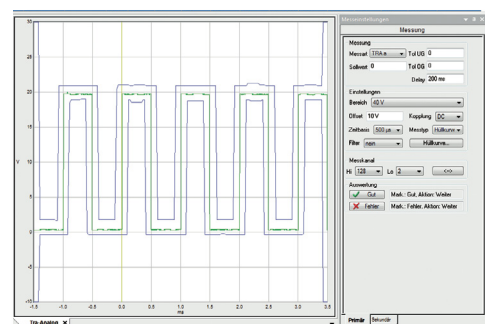 Messeinstellungen
Messung
Messung
Messart TRA a Tol UG 0
Sollwert 0 Tol OG 0
Delay 200 ms
Einstellungen
Bereich 40 V
Offset 10 V Kopplung DC
Zeitbasis 500 µs Messtyp Hüllkurve
Filter nein Hüllkurve...
Messkanal
Hi 128 Lo 2 <->
Auswertung
Gut Mark.: Gut, Aktion: Weiter
Fehler Mark.: Fehler, Aktion: Weiter
Primär Sekundär
30
25
20
V 15
10
5
0
-5
-10
-1.5 -1.0 -0.5 0.0 0.5 1.0 1.5 2.0 2.5 3.0 3.5
ms
Tra-Analog X